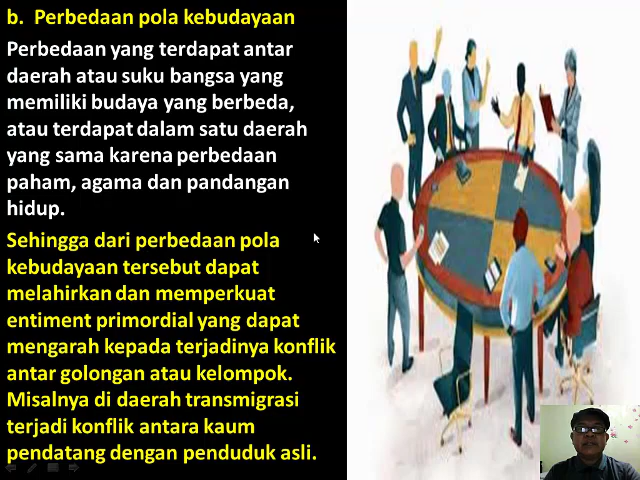 b. Perbedaan pola kebudayaan
Perbedaan yang terdapat antar
daerah atau suku bangsa yang
memiliki budaya yang berbeda,
atau terdapat dalam satu daerah
yang sama karena perbedaan
paham, agama dan pandangan
hidup.
Sehingga dari perbedaan pola
kebudayaan tersebut dapat
melahirkan dan memperkuat
entiment primordial yang dapat
mengarah kepada terjadinya konflik
antar golongan atau kelompok.
Misalnya di daerah transmigrasi
terjadi konflik antara kaum
pendatang dengan penduduk asli.